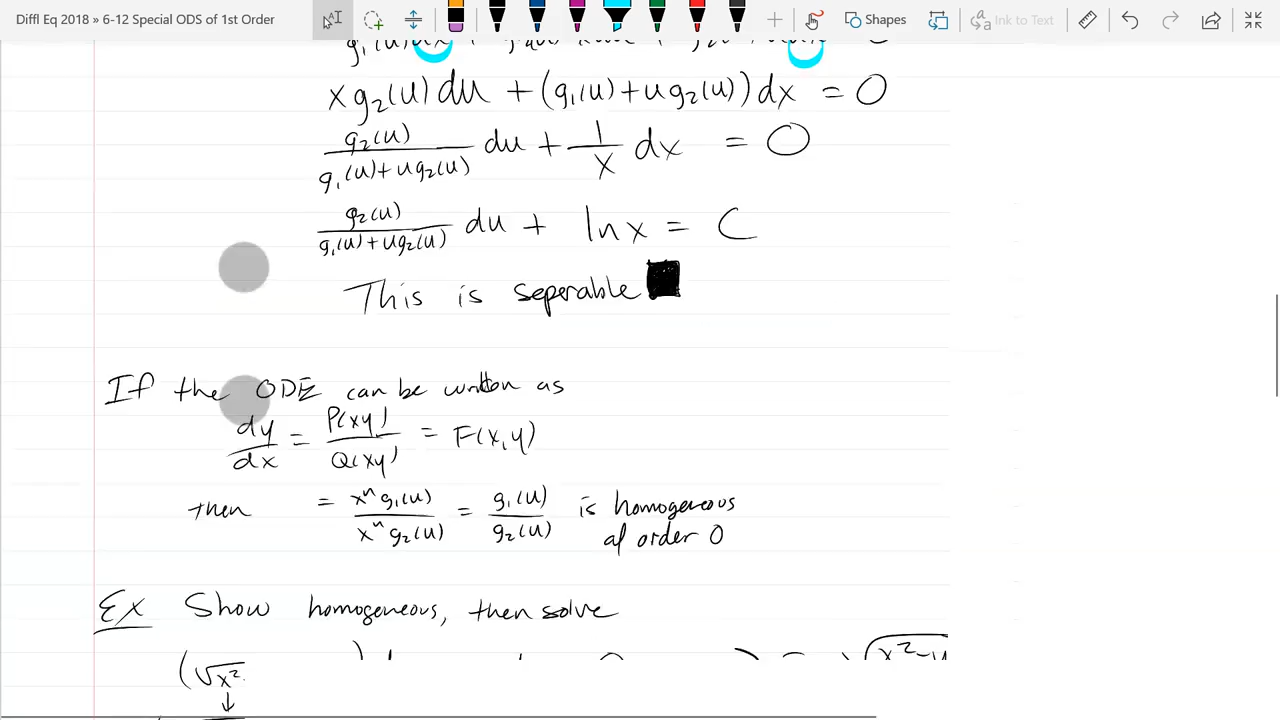 Diffl Eq 2018 » 6-12 Special ODS of 1st Order
Shapes
Ink to Text
x g₂(u) du + (g₁(u) + u g₂(u)) dx = 0
g₂(u) / (g₁(u) + u g₂(u)) du + 1/x dx = 0
g₂(u) / (g₁(u) + u g₂(u)) du + ln x = C
This is seperable
If the ODE can be written as
dy/dx = P(xy)/Q(xy) = F(x,y)
then = xⁿ g₁(u) / xⁿ g₂(u) = g₁(u)/g₂(u) is homogeneous
of order 0
Ex Show homogeneous, then solve
(√x²